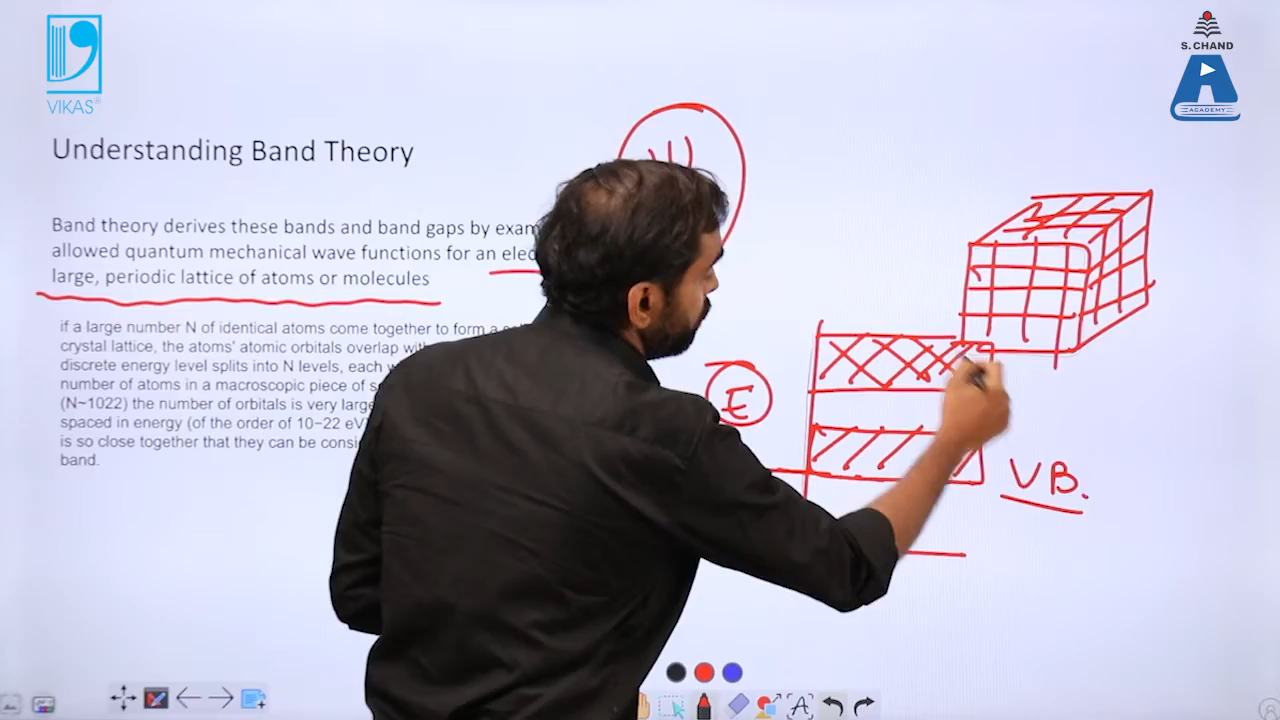 VIKAS®
S. CHAND
ACADEMY
Understanding Band Theory
Band theory derives these bands and band gaps by
allowed quantum mechanical wave functions for an
large, periodic lattice of atoms or molecules
if a large number N of identical atoms come together to form a
crystal lattice, the atoms' atomic orbitals overlap
discrete energy level splits into N levels, each
number of atoms in a macroscopic piece of
(N~1022) the number of orbitals is very large
spaced in energy (of the order of 10−22 eV
is so close together that they can be
band.
E
VB.